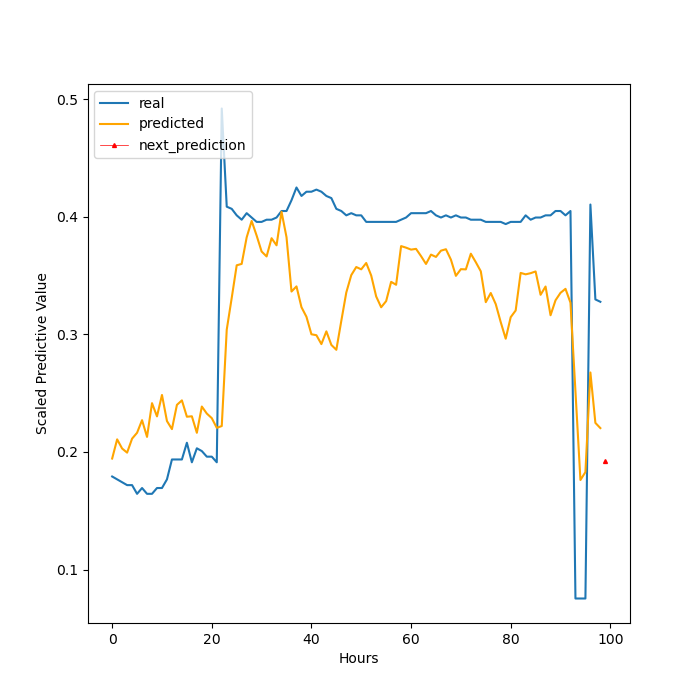 real
predicted
next_prediction
0.5
0.4
0.3
0.2
0.1
Scaled Predictive Value
0 20 40 60 80 100
Hours